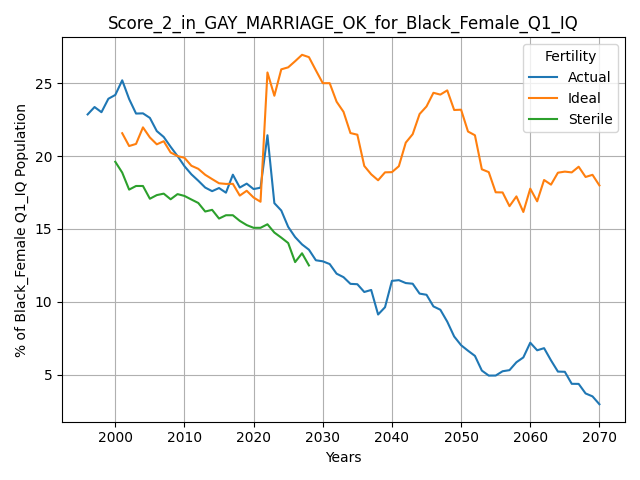 Score_2_in_GAY_MARRIAGE_OK_for_Black_Female_Q1_IQ
% of Black_Female Q1_IQ Population
25
20
15
10
5
Fertility
Actual
Ideal
Sterile
2000 2010 2020 2030 2040 2050 2060 2070
Years